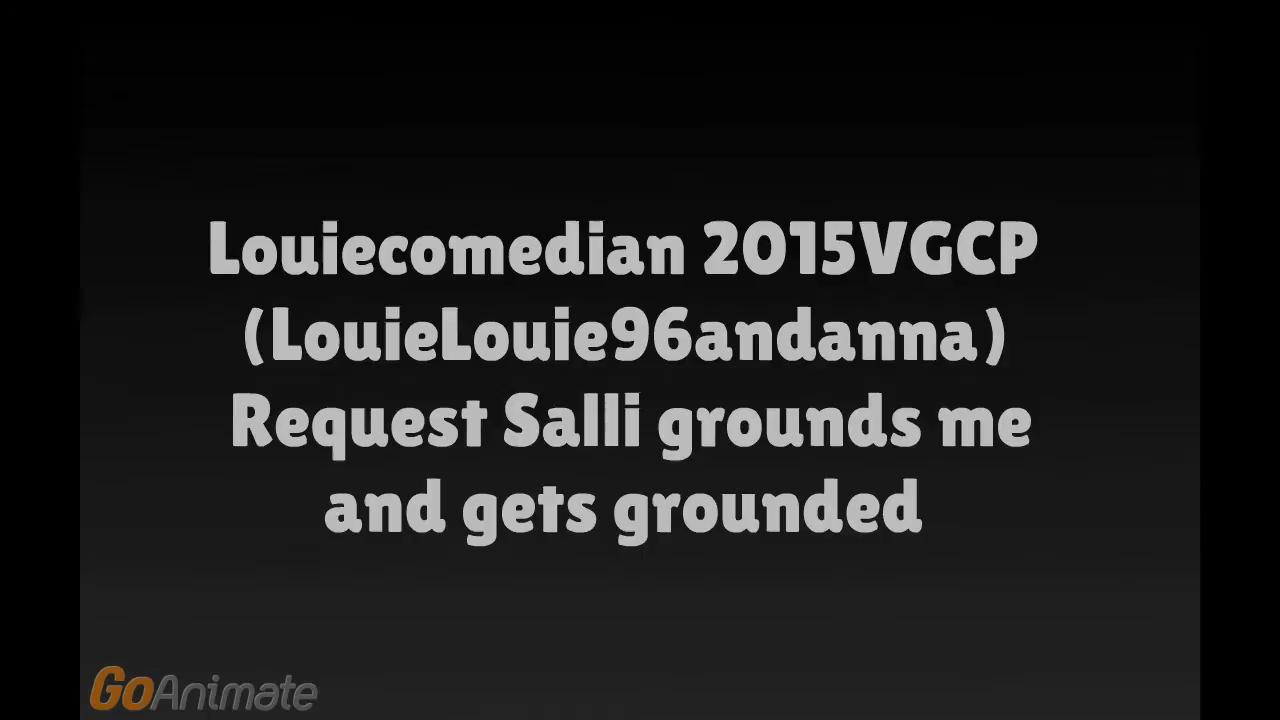 Louiecomedian 2015VGCP
(LouieLouie96andanna)
Request Salli grounds me
and gets grounded
GoAnimate